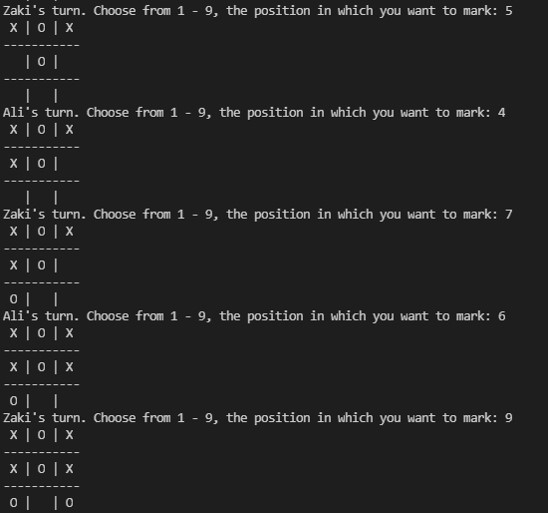 Zaki's turn. Choose from 1 - 9, the position in which you want to mark: 5
 X | O | X
-----------
   | O |
-----------
   |   |
Ali's turn. Choose from 1 - 9, the position in which you want to mark: 4
 X | O | X
-----------
 X | O |
-----------
   |   |
Zaki's turn. Choose from 1 - 9, the position in which you want to mark: 7
 X | O | X
-----------
 X | O |
-----------
 O |   |
Ali's turn. Choose from 1 - 9, the position in which you want to mark: 6
 X | O | X
-----------
 X | O | X
-----------
 O |   |
Zaki's turn. Choose from 1 - 9, the position in which you want to mark: 9
 X | O | X
-----------
 X | O | X
-----------
 O |   | O